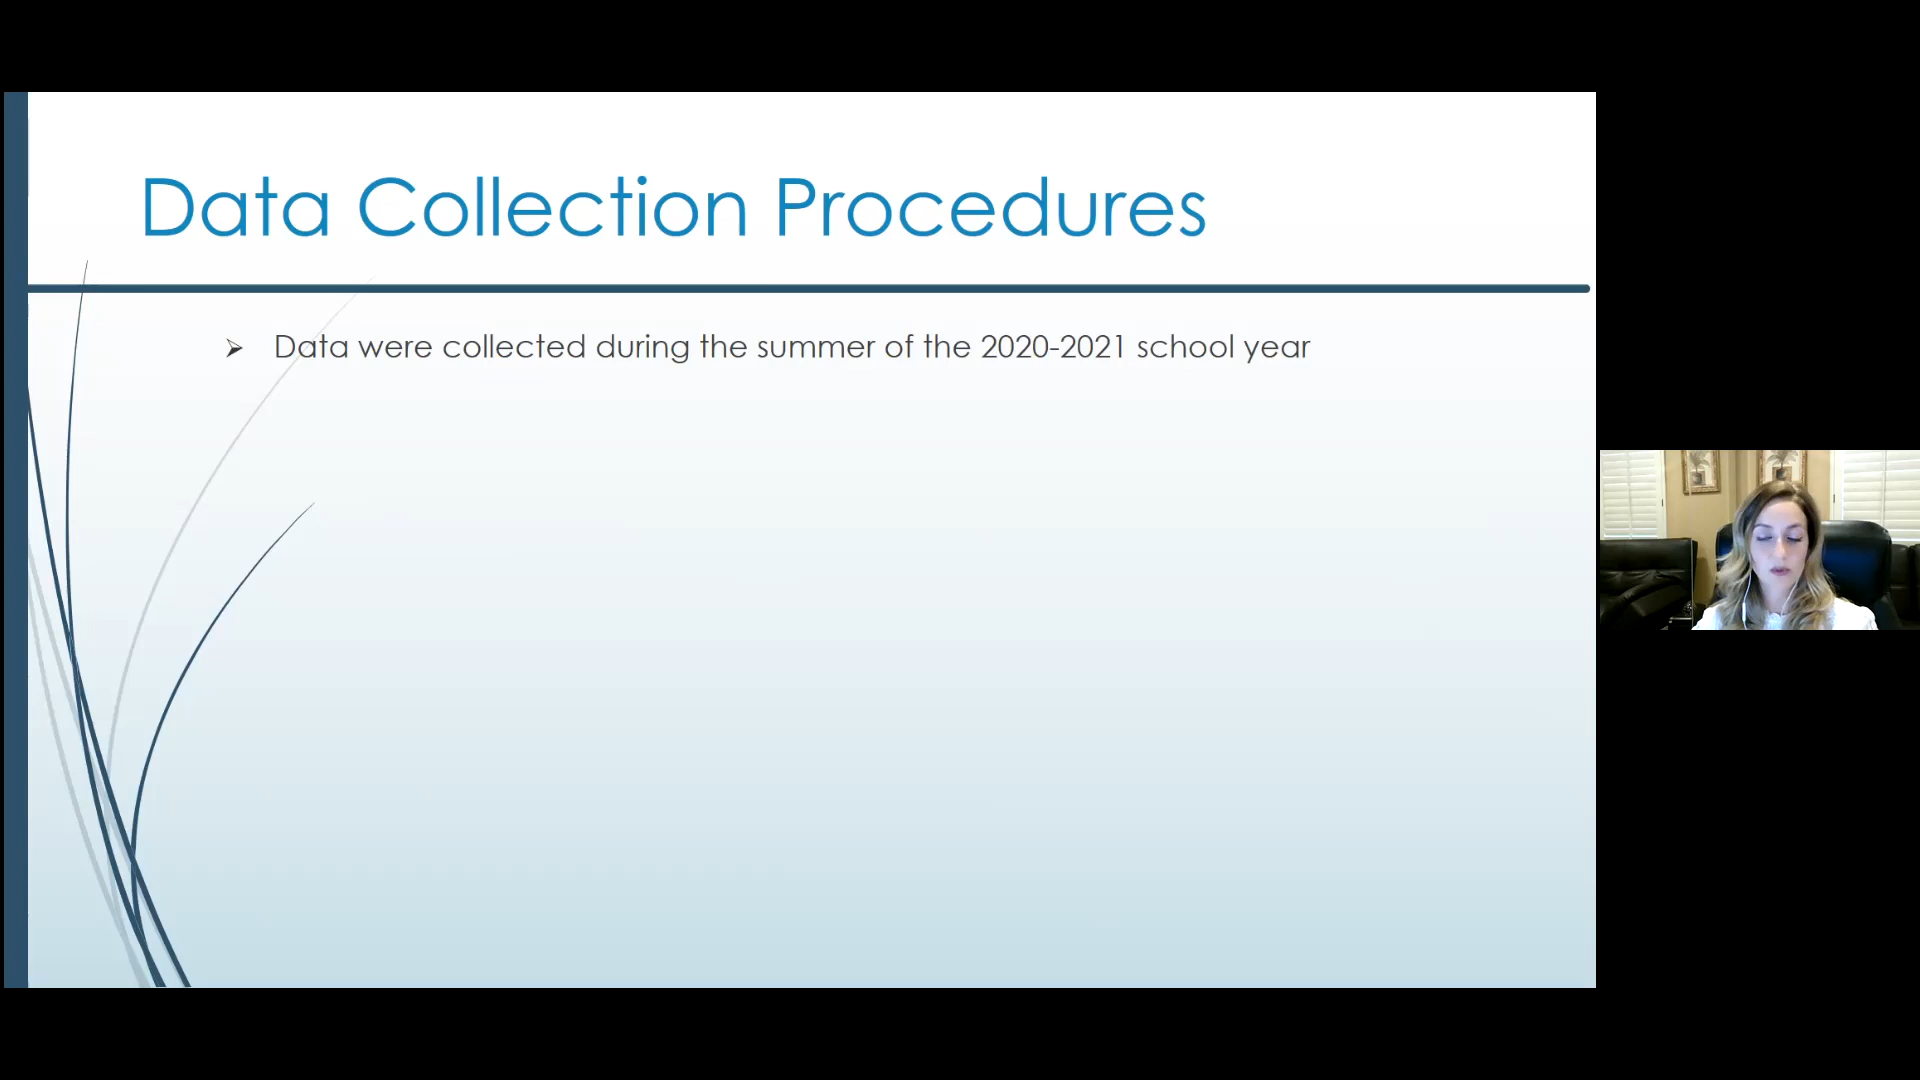 Data Collection Procedures
Data were collected during the summer of the 2020-2021 school year